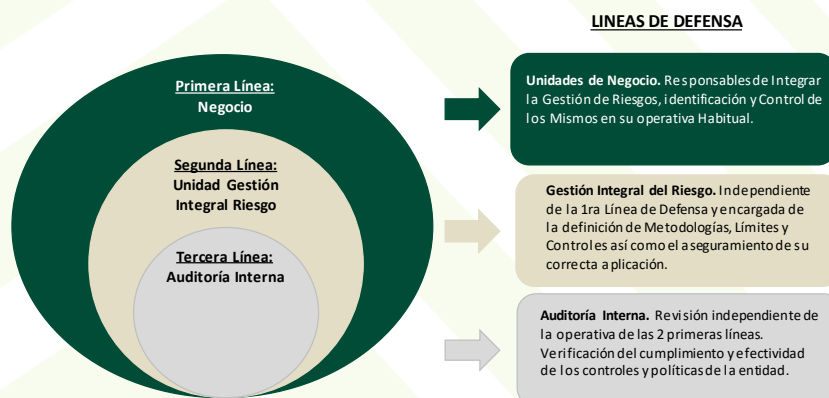 LINEAS DE DEFENSA
Primera Línea:
Negocio
Segunda Línea:
Unidad Gestión
Integral Riesgo
Tercera Línea:
Auditoría Interna
Unidades de Negocio. Responsables de Integrar
la Gestión de Riesgos, identificación y Control de
los Mismos en su operativa Habitual.
Gestión Integral del Riesgo. Independiente
de la 1ra Línea de Defensa y encargada de
la definición de Metodologías, Límites y
Controles así como el aseguramiento de su
correcta aplicación.
Auditoría Interna. Revisión independiente de
la operativa de las 2 primeras líneas.
Verificación del cumplimiento y efectividad
de los controles y políticas de la entidad.